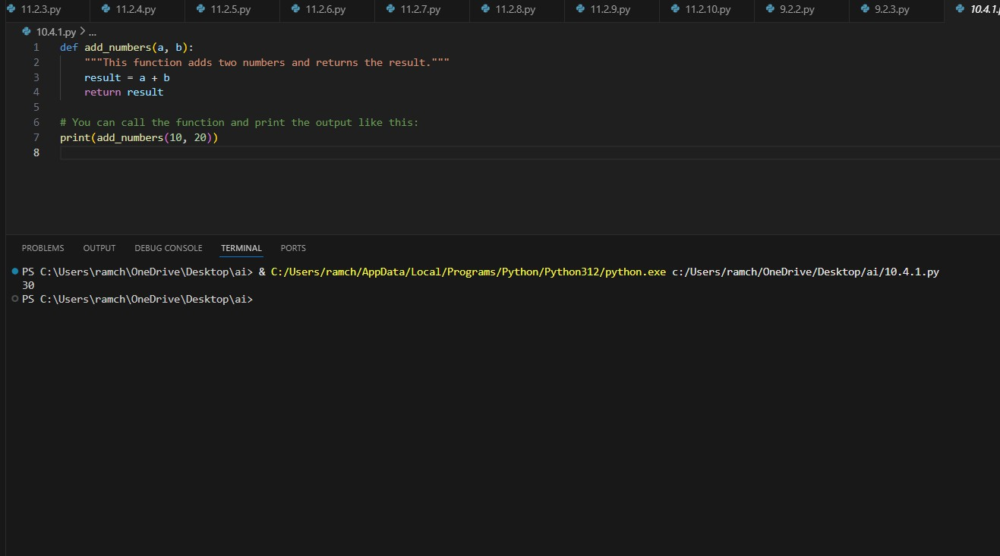 11.2.3.py 11.2.4.py 11.2.5.py 11.2.6.py 11.2.7.py 11.2.8.py 11.2.9.py 11.2.10.py 9.2.2.py 9.2.3.py 10.4.1.p
10.4.1.py > ...
1 def add_numbers(a, b):
2     """This function adds two numbers and returns the result."""
3     result = a + b
4     return result
5
6 # You can call the function and print the output like this:
7 print(add_numbers(10, 20))
8
PROBLEMS OUTPUT DEBUG CONSOLE TERMINAL PORTS
PS C:\Users\ramch\OneDrive\Desktop\ai> & C:/Users/ramch/AppData/Local/Programs/Python/Python312/python.exe c:/Users/ramch/OneDrive/Desktop/ai/10.4.1.py
30
PS C:\Users\ramch\OneDrive\Desktop\ai>